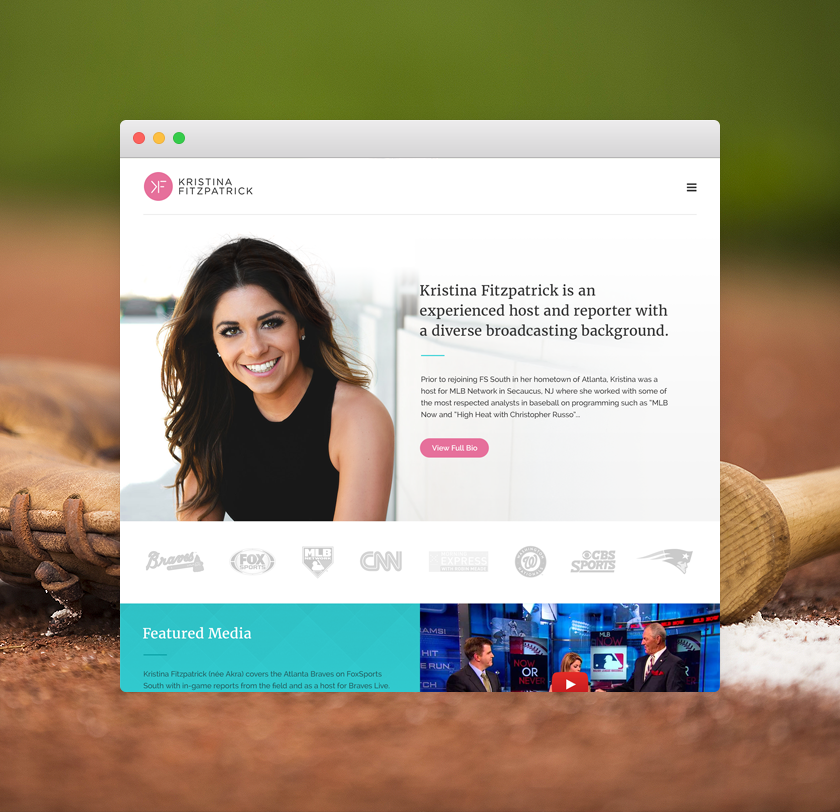 KF
KRISTINA
FITZPATRICK
Kristina Fitzpatrick is an
experienced host and reporter with
a diverse broadcasting background.
Prior to rejoining FS South in her hometown of Atlanta, Kristina was a
host for MLB Network in Secaucus, NJ where she worked with some of
the most respected analysts in baseball on programming such as "MLB
Now and "High Heat with Christopher Russo"...
View Full Bio
Braves
FOX
SPORTS
MLB
CNN
EXPRESS
W
CBS
SPORTS
Featured Media
Kristina Fitzpatrick (née Akra) covers the Atlanta Braves on FoxSports
South with in-game reports from the field and as a host for Braves Live.
AMSI
HIT
E RUN
TCH
NOW
OR
NEVER
MLB
NOW